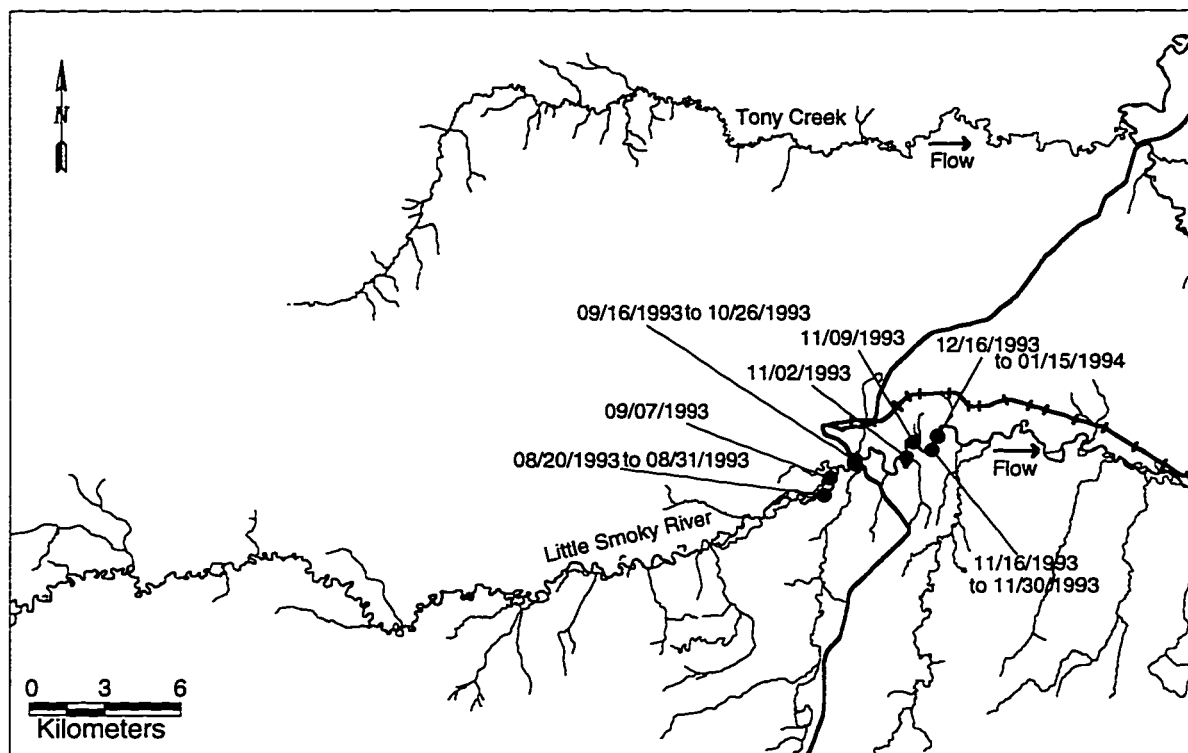 N
Tony Creek
Flow
09/16/1993 to 10/26/1993
11/09/1993
12/16/1993
to 01/15/1994
11/02/1993
09/07/1993
08/20/1993 to 08/31/1993
Flow
Little Smoky River
11/16/1993
to 11/30/1993
0 3 6
Kilometers